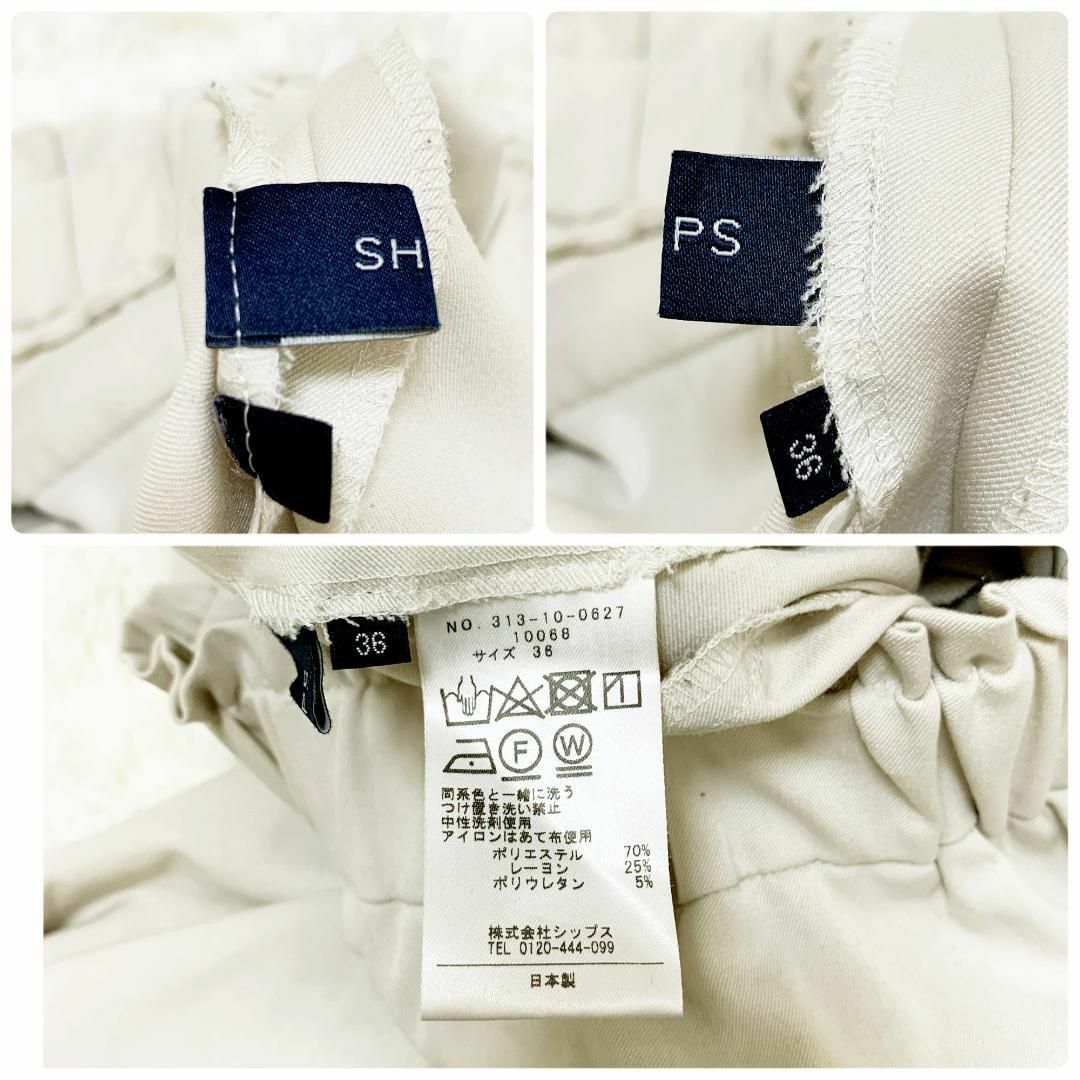 SH
PS
36
36
NO. 313-10-0627
10068
サイズ 36
F W
同系色と一緒に洗う
つけ置き洗い禁止
中性洗剤使用
アイロンはあて布使用
ポリエステル 70%
レーヨン 25%
ポリウレタン 5%
株式会社シップス
TEL 0120-444-099
日本製